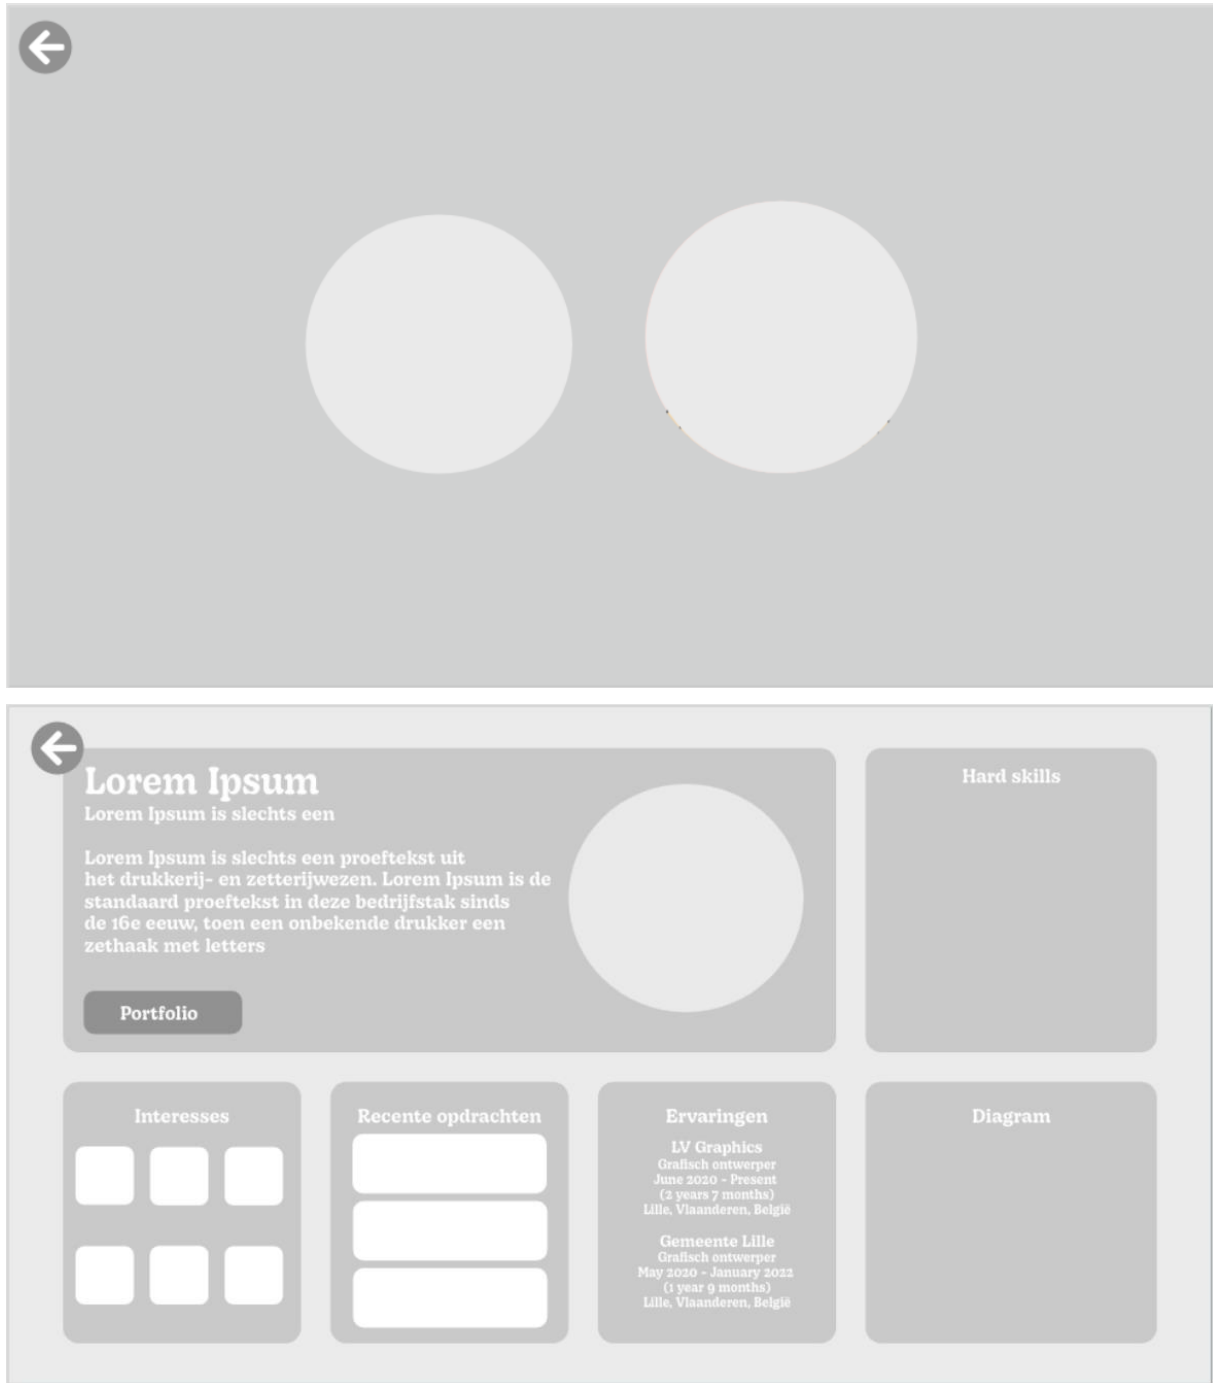 Lorem Ipsum
Lorem Ipsum is slechts een
Lorem Ipsum is slechts een proeftekst uit
het drukkerij- en zetterijwezen. Lorem Ipsum is de
standaard proeftekst in deze bedrijfstak sinds
de 16e eeuw, toen een onbekende drukker een
zethaak met letters
Portfolio
Hard skills
Interesses
Recente opdrachten
Ervaringen
LV Graphics
Grafisch ontwerper
June 2020 - Present
(2 years 7 months)
Lille, Vlaanderen, België
Gemeente Lille
Grafisch ontwerper
May 2020 - January 2022
(1 year 9 months)
Lille, Vlaanderen, België
Diagram